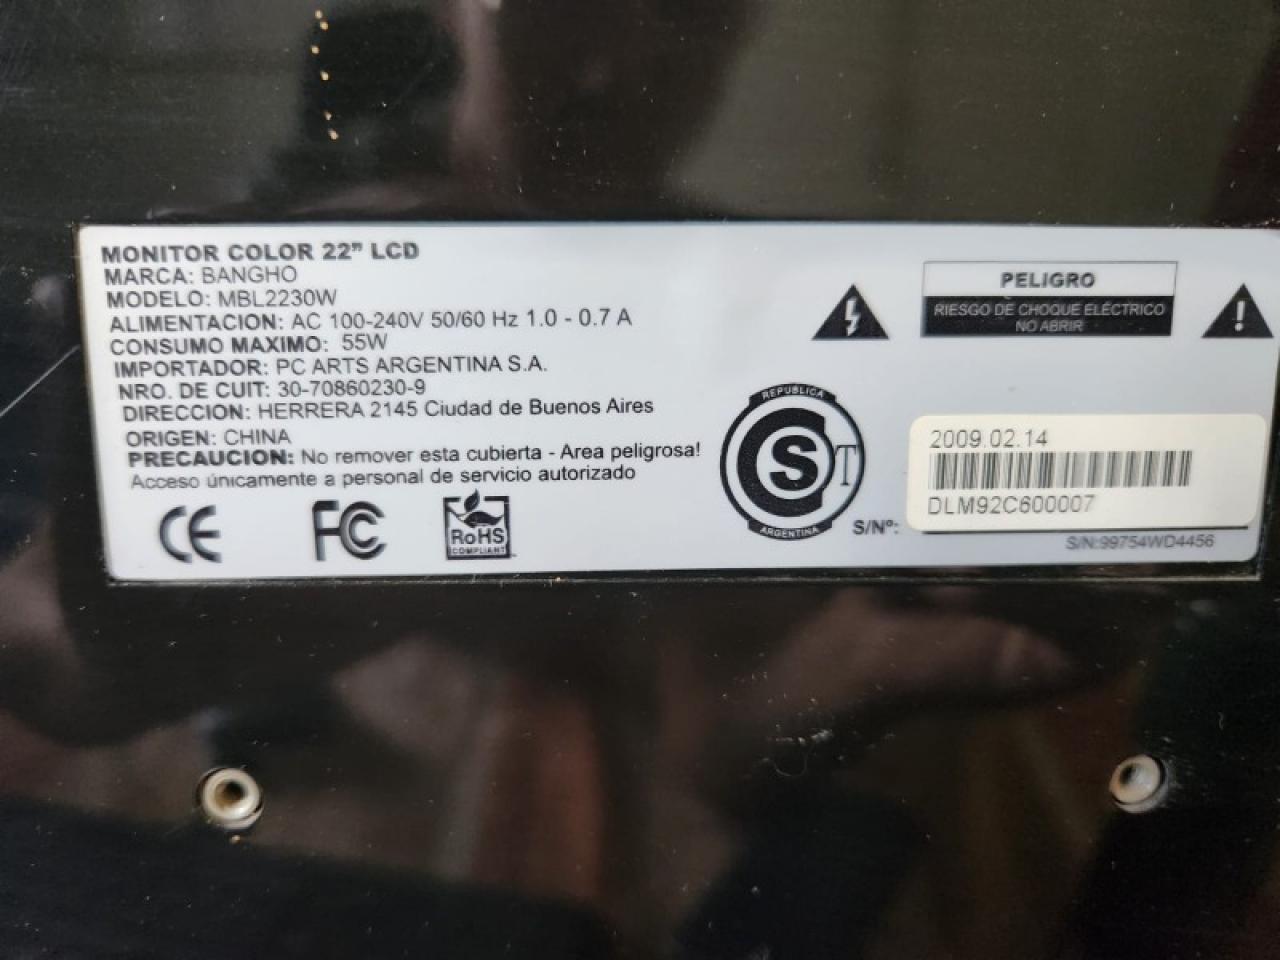 MONITOR COLOR 22" LCD
MARCA: BANGHO
MODELO: MBL2230W
ALIMENTACION: AC 100-240V 50/60 Hz 1.0 - 0.7 A
CONSUMO MAXIMO: 55W
IMPORTADOR: PC ARTS ARGENTINA S.A.
NRO. DE CUIT: 30-70860230-9
DIRECCION: HERRERA 2145 Ciudad de Buenos Aires
ORIGEN: CHINA
PRECAUCION: No remover esta cubierta - Area peligrosa!
Acceso únicamente a personal de servicio autorizado
CE
FC
RoHS
COMPLIANT
REPUBLICA
S
T
ARGENTINA
PELIGRO
RIESGO DE CHOQUE ELÉCTRICO
NO ABRIR
!
2009.02.14
DLM92C600007
S/Nº:
S/N:99754WD4456